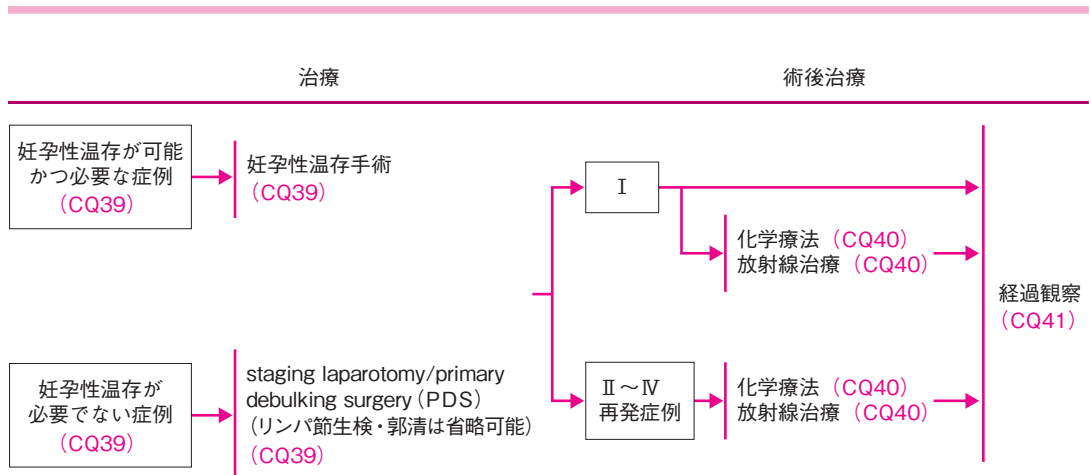 治療
術後治療
妊孕性温存が可能
かつ必要な症例
（CQ39）
妊孕性温存手術
（CQ39）
Ⅰ
化学療法（CQ40）
放射線治療（CQ40）
経過観察
（CQ41）
妊孕性温存が
必要でない症例
（CQ39）
staging laparotomy/primary
debulking surgery（PDS）
（リンパ節生検・郭清は省略可能）
（CQ39）
Ⅱ～Ⅳ
再発症例
化学療法（CQ40）
放射線治療（CQ40）